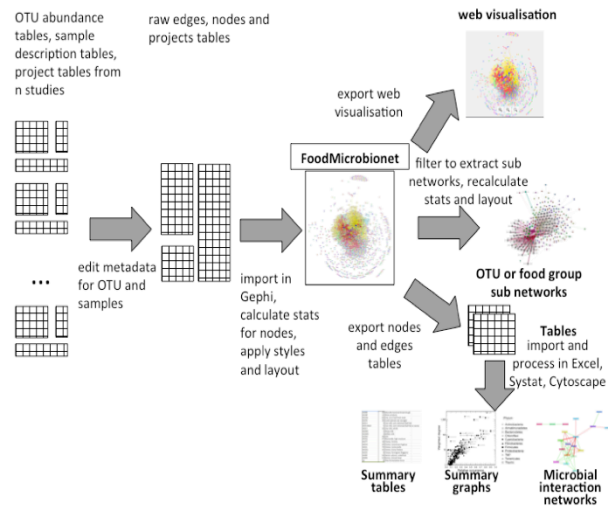 OTU abundance
tables, sample
description tables,
project tables from
n studies
raw edges, nodes and
projects tables
web visualisation
export web
visualisation
FoodMicrobionet
filter to extract sub
networks, recalculate
stats and layout
...
edit metadata
for OTU and
samples
import in
Gephi,
calculate stats
for nodes,
apply styles
and layout
OTU or food group
sub networks
export nodes
and edges
tables
Tables
import and
process in Excel,
Systat, Cytoscape
Summary
tables
Summary
graphs
Microbial
interaction
networks